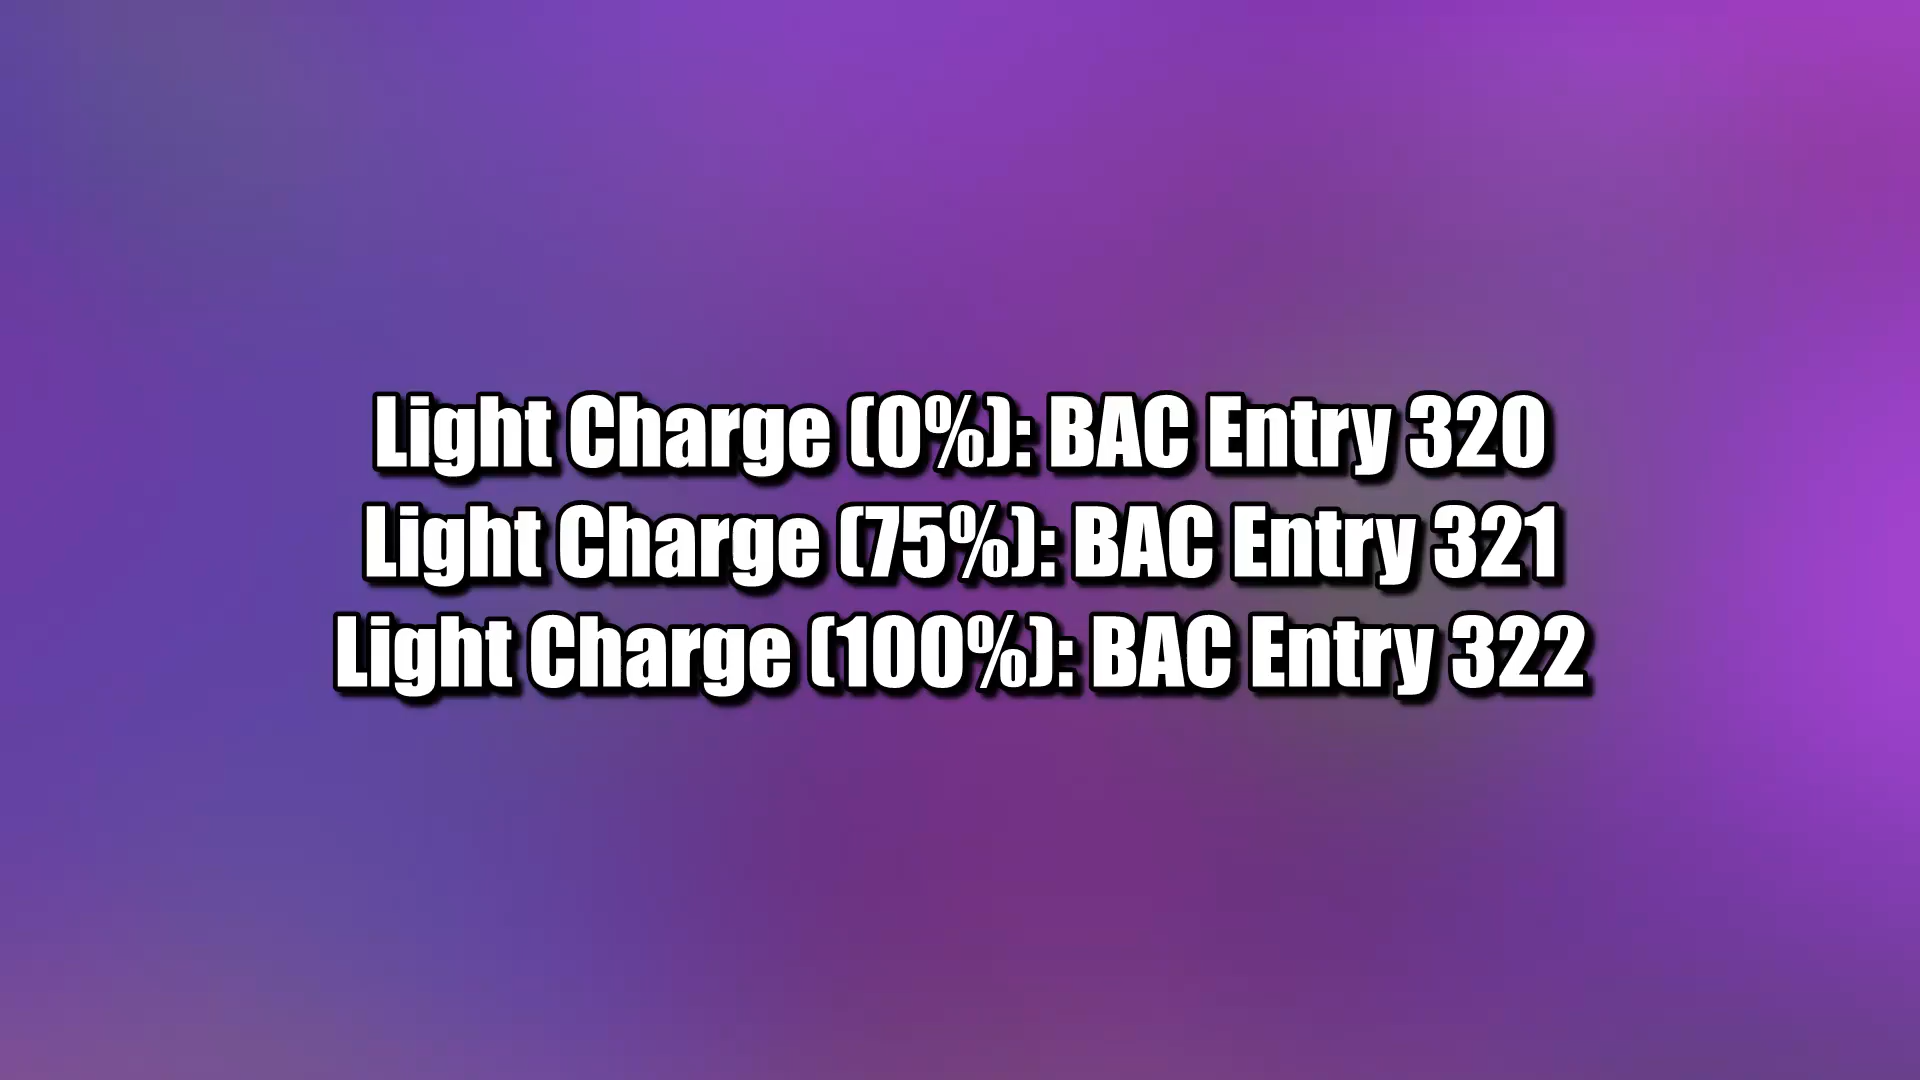 Light Charge (0%): BAC Entry 320
Light Charge (75%): BAC Entry 321
Light Charge (100%): BAC Entry 322